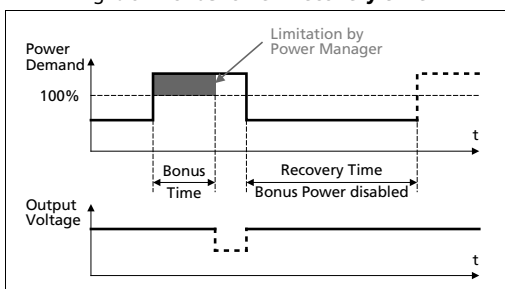 Limitation by
Power Manager
Power
Demand
100%
t
Bonus
Time
Recovery Time
Bonus Power disabled
Output
Voltage
t